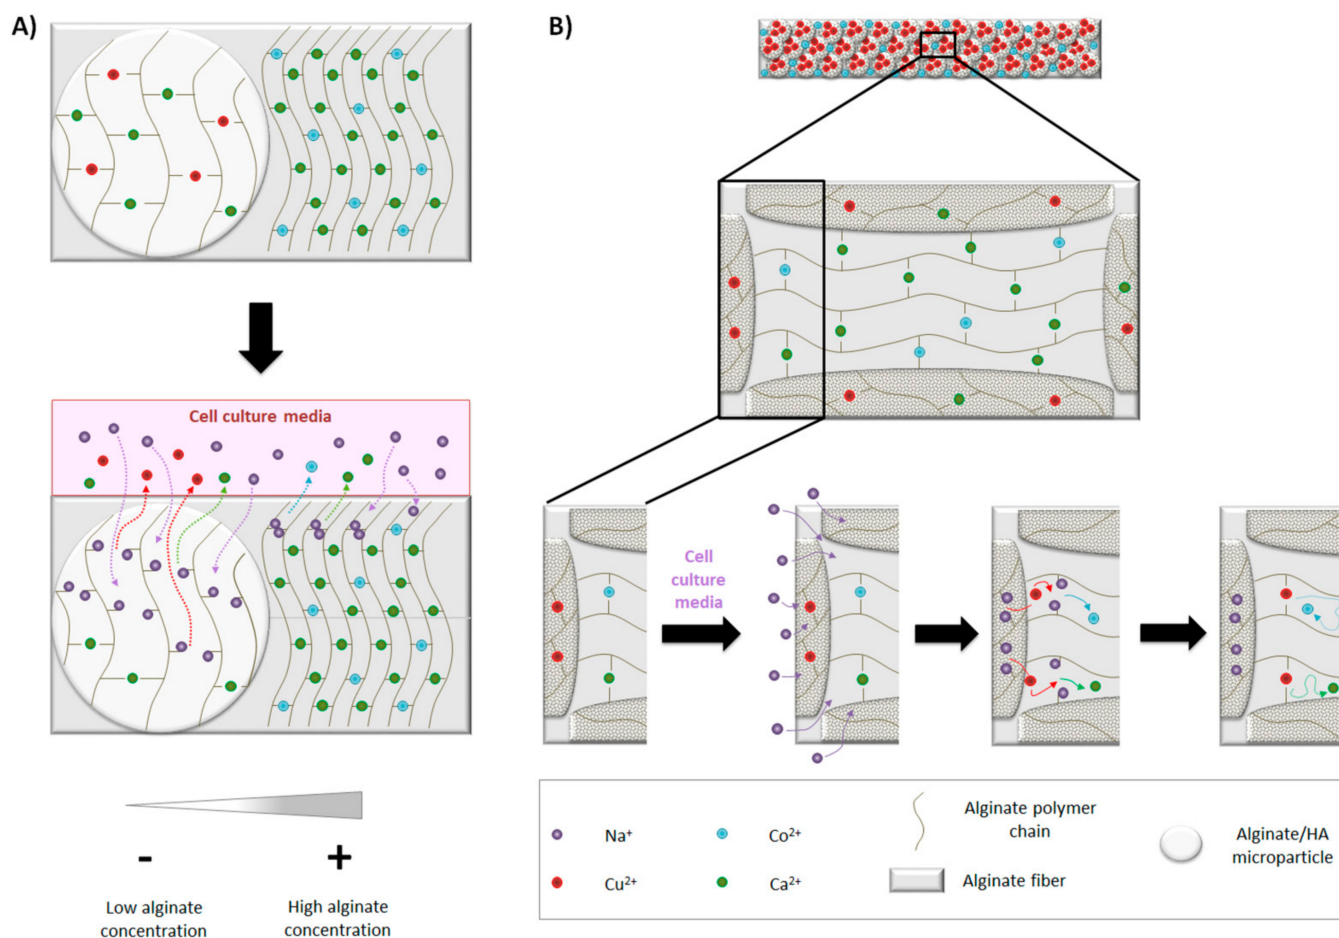 A)
B)
Cell culture media
Cell
culture
media
-
+
Low alginate
concentration
High alginate
concentration
Na⁺
Co²⁺
Alginate polymer
chain
Alginate/HA
microparticle
Cu²⁺
Ca²⁺
Alginate fiber